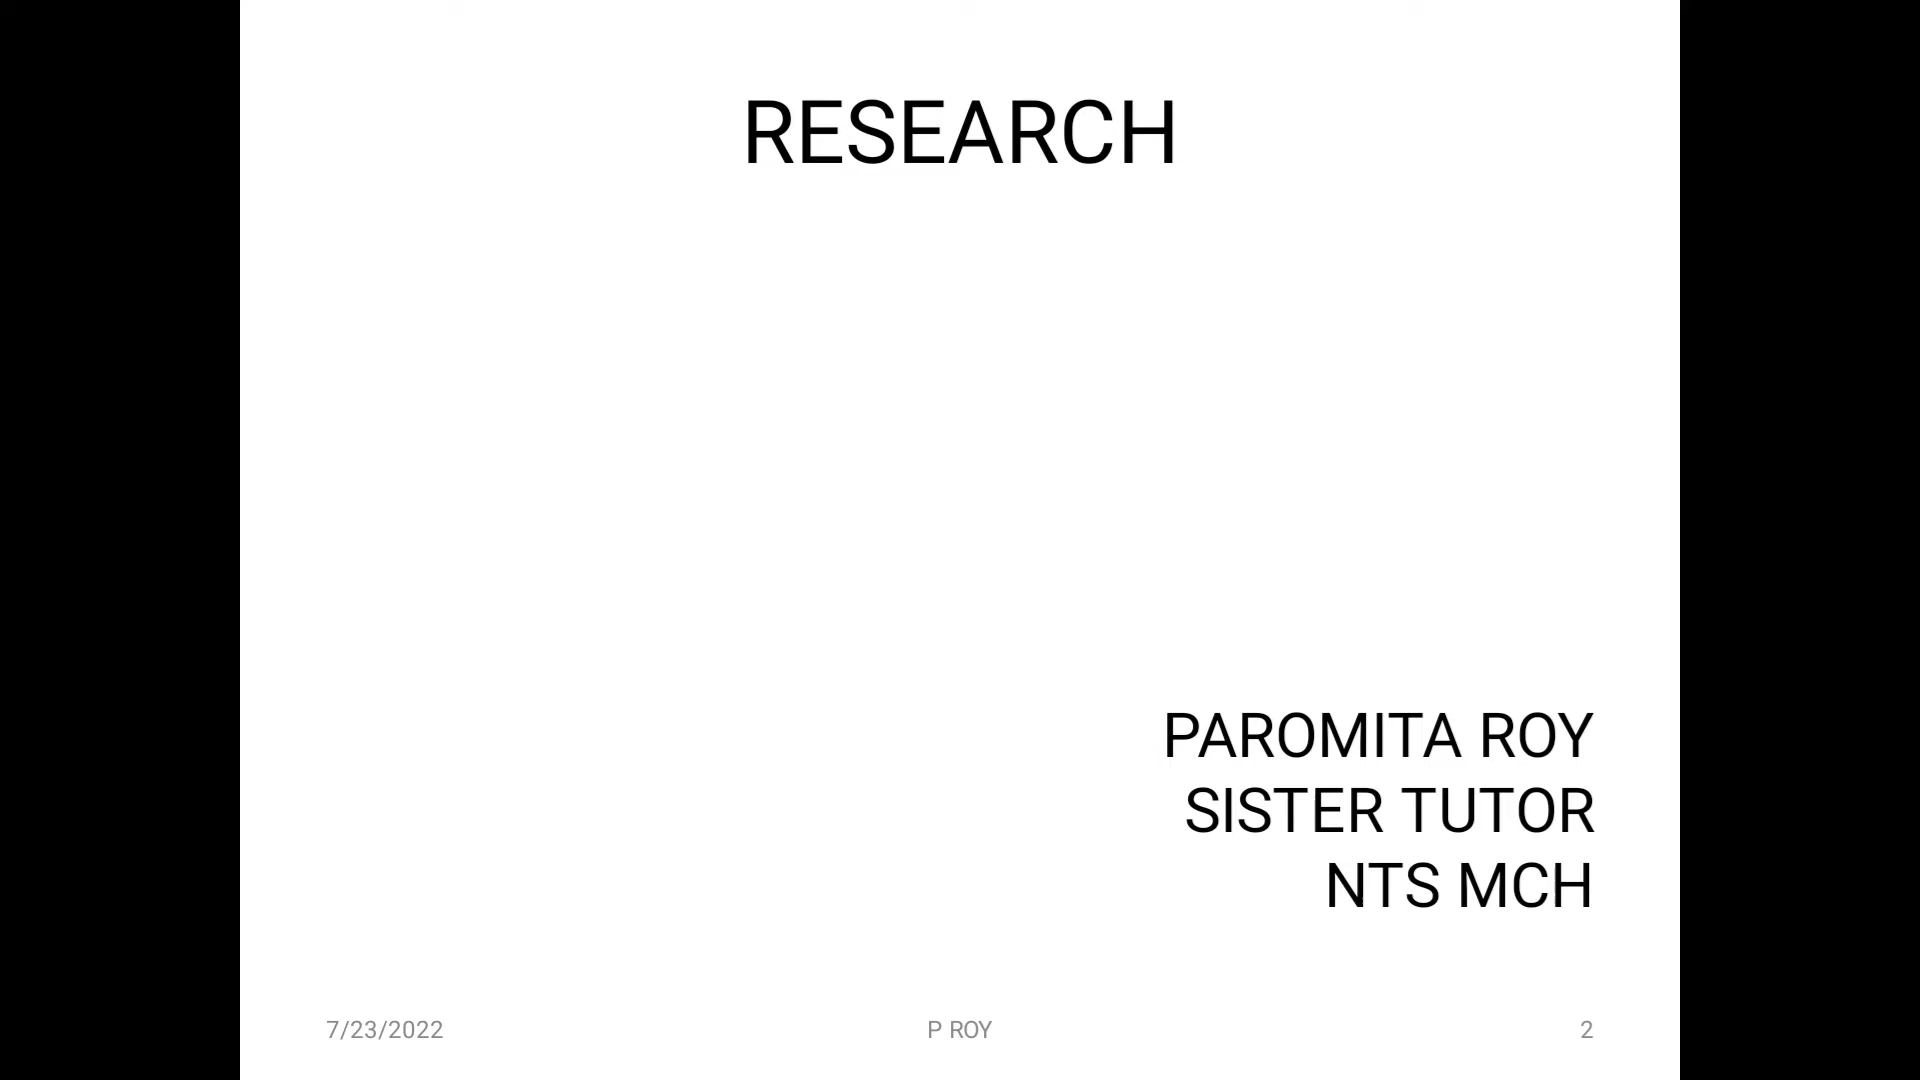 RESEARCH
PAROMITA ROY
SISTER TUTOR
NTS MCH
7/23/2022
P ROY
2